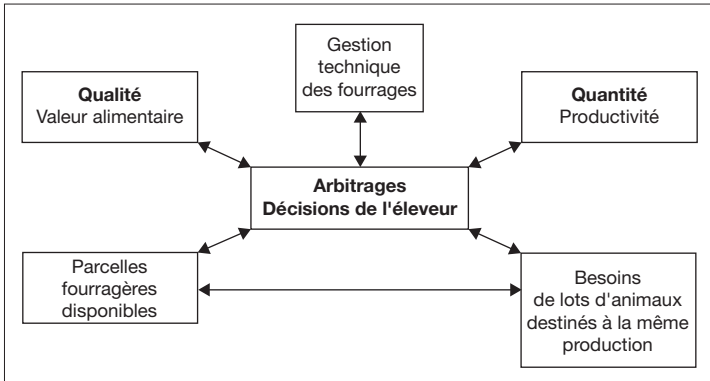 Gestion
technique
des fourrages
Qualité
Valeur alimentaire
Quantité
Productivité
Arbitrages
Décisions de l'éleveur
Parcelles
fourragères
disponibles
Besoins
de lots d'animaux
destinés à la même
production